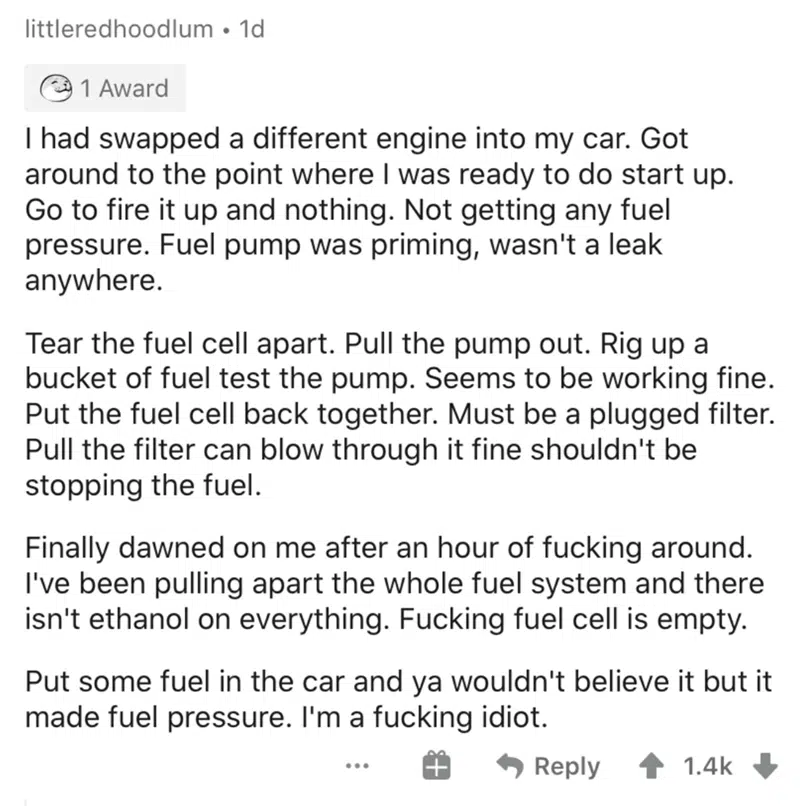 littleredhoodlum • 1d
1 Award
I had swapped a different engine into my car. Got
around to the point where I was ready to do start up.
Go to fire it up and nothing. Not getting any fuel
pressure. Fuel pump was priming, wasn't a leak
anywhere.
Tear the fuel cell apart. Pull the pump out. Rig up a
bucket of fuel test the pump. Seems to be working fine.
Put the fuel cell back together. Must be a plugged filter.
Pull the filter can blow through it fine shouldn't be
stopping the fuel.
Finally dawned on me after an hour of fucking around.
I've been pulling apart the whole fuel system and there
isn't ethanol on everything. Fucking fuel cell is empty.
Put some fuel in the car and ya wouldn't believe it but it
made fuel pressure. I'm a fucking idiot.
... Reply 1.4k